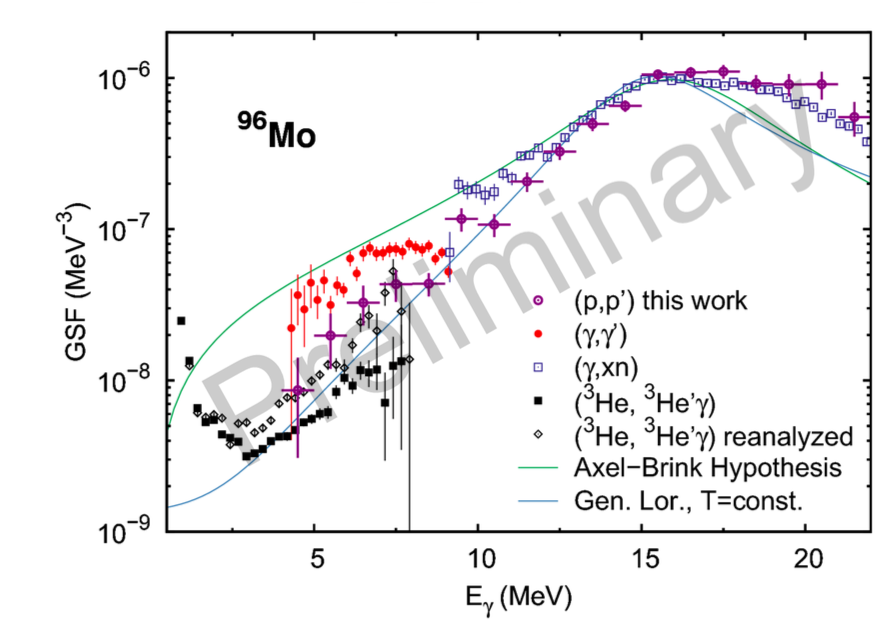 10⁻⁶
10⁻⁷
10⁻⁸
10⁻⁹
GSF (MeV⁻³)
⁹⁶Mo
Preliminary
(p,p') this work
(γ,γ')
(γ,xn)
(³He, ³He'γ)
(³He, ³He'γ) reanalyzed
Axel−Brink Hypothesis
Gen. Lor., T=const.
5 10 15 20
Eγ (MeV)